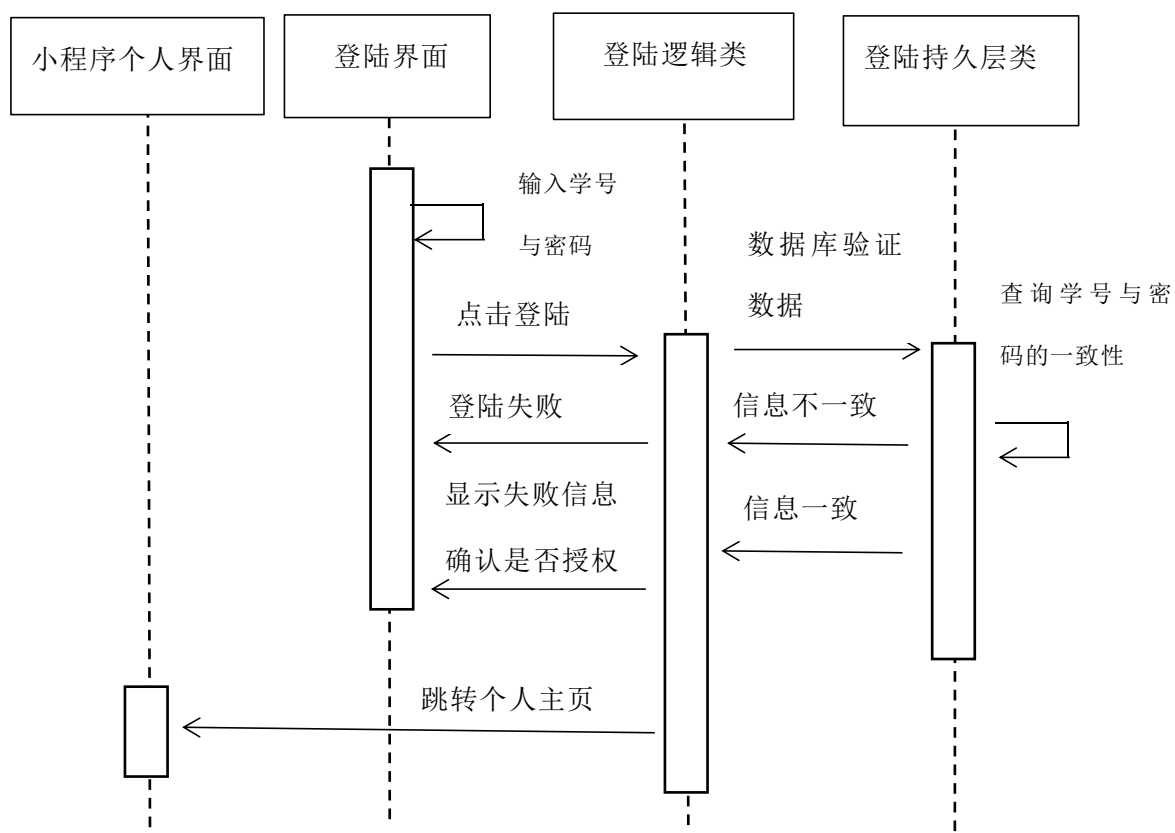 小程序个人界面
登陆界面
登陆逻辑类
登陆持久层类
输入学号
与密码
数据库验证
数据
查询学号与密
码的一致性
点击登陆
登陆失败
信息不一致
显示失败信息
信息一致
确认是否授权
跳转个人主页